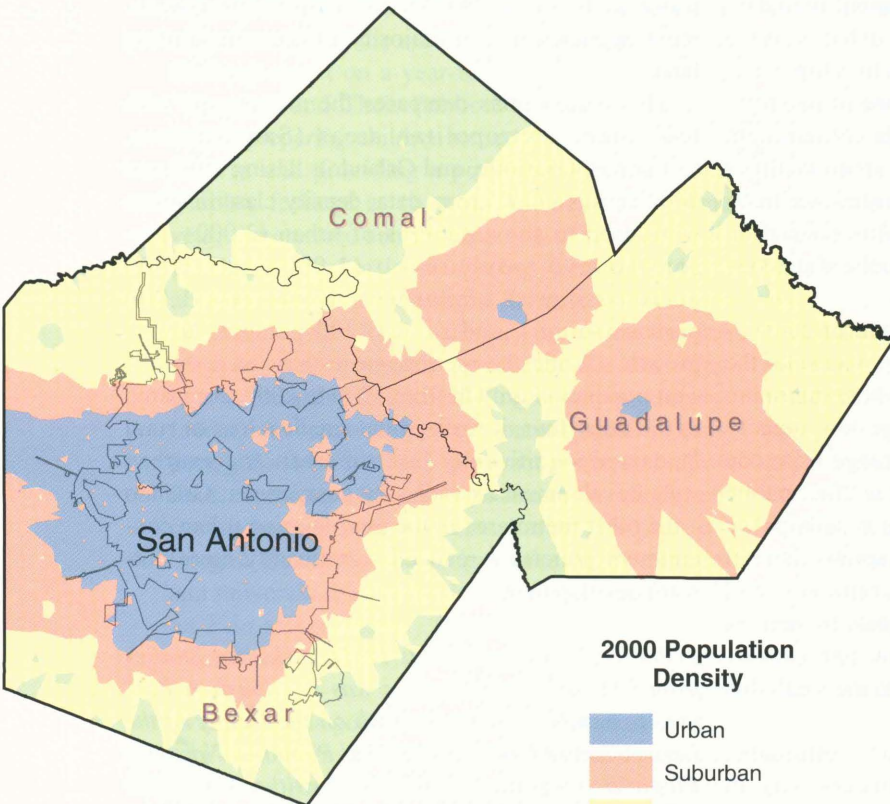 Comal
Guadalupe
San Antonio
Bexar
2000 Population
Density
Urban
Suburban